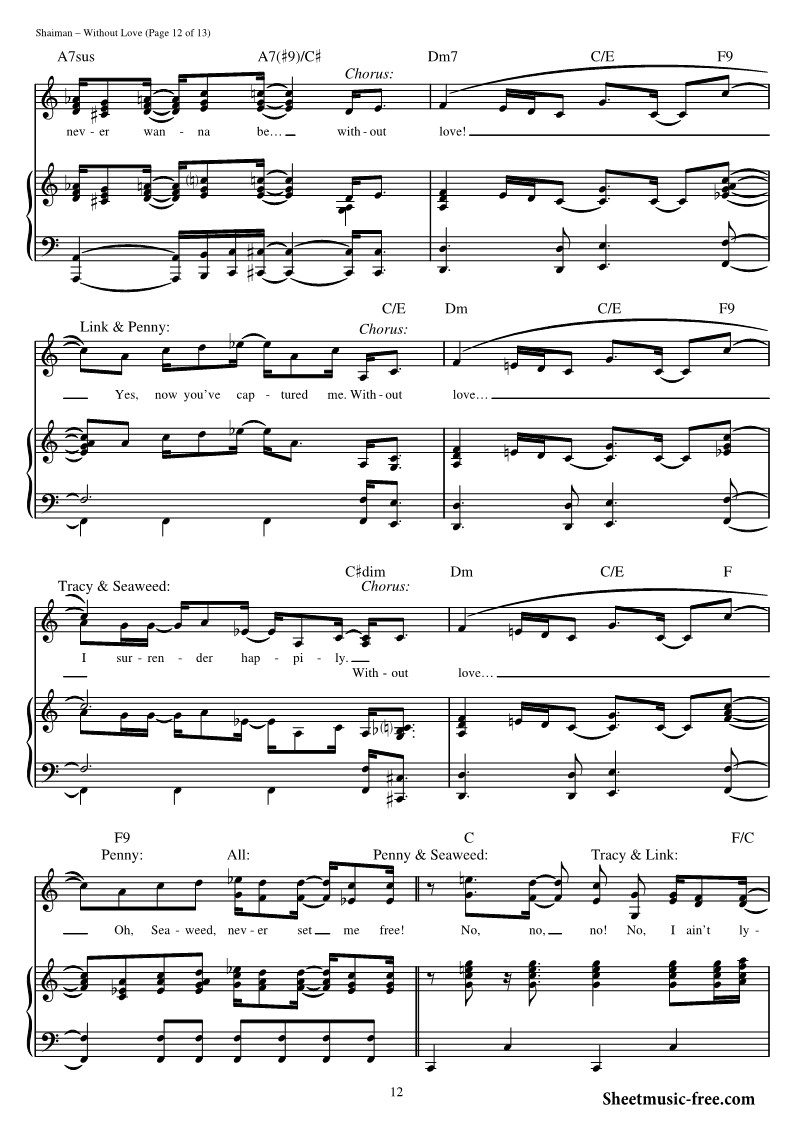 Shaiman – Without Love (Page 12 of 13)
A7sus A7(♯9)/C♯ Dm7 C/E F9
Chorus:
nev - er wan - na be... with - out love!
C/E Dm C/E F9
Link & Penny: Chorus:
Yes, now you've cap - tured me. With - out love...
C♯dim Dm C/E F
Tracy & Seaweed: Chorus:
I sur - ren - der hap - pi - ly.
With - out love...
F9 C F/C
Penny: All: Penny & Seaweed: Tracy & Link:
Oh, Sea - weed, nev - er set me free! No, no, no! No, I ain't ly -
12
Sheetmusic-free.com